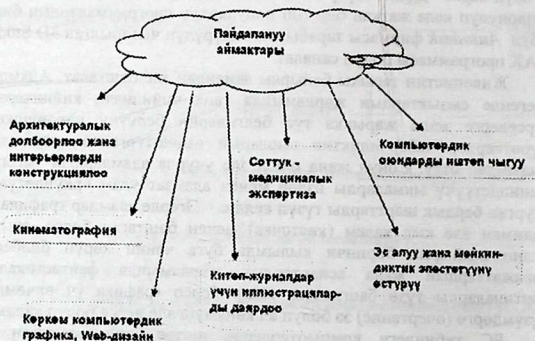 Пайдалануу
аймактары
Архитектуралык
долбоорлоо жана
интерьерлерди
конструкциялоо
Соттук -
медициналык
экспертиза
Компьютердик
оюндарды иштеп чыгуу
Кинематография
Китеп-журналдар
үчүн иллюстрациялар-
ды даярдоо
Эс алуу жана мейкин-
диктик элестетүүнү
өстүрүү
Көркөм компьютердик
графика, Web-дизайн